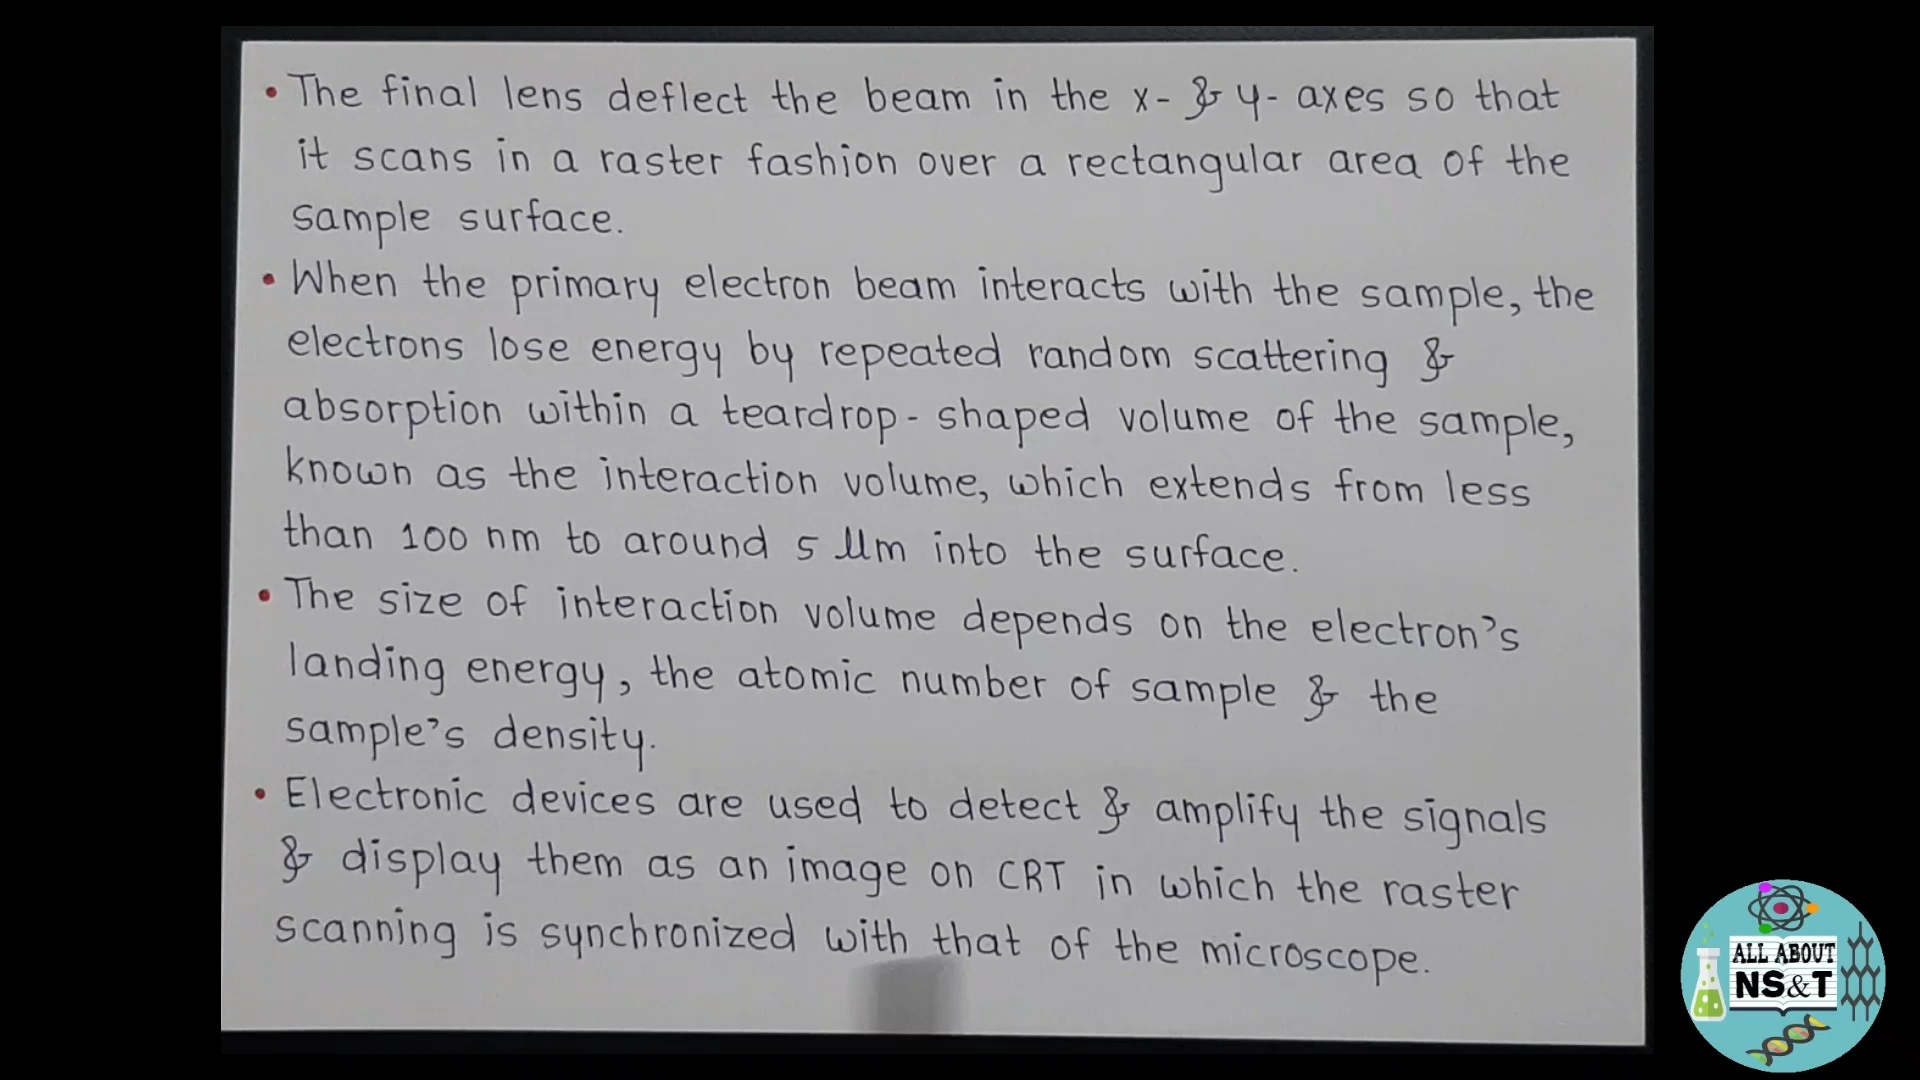 • The final lens deflect the beam in the x- & y- axes so that
it scans in a raster fashion over a rectangular area of the
sample surface.
• When the primary electron beam interacts with the sample, the
electrons lose energy by repeated random scattering &
absorption within a teardrop-shaped volume of the sample,
known as the interaction volume, which extends from less
than 100 nm to around 5 μm into the surface.
• The size of interaction volume depends on the electron's
landing energy, the atomic number of sample & the
sample's density.
• Electronic devices are used to detect & amplify the signals
& display them as an image on CRT in which the raster
scanning is synchronized with that of the microscope.
ALL ABOUT
NS&T